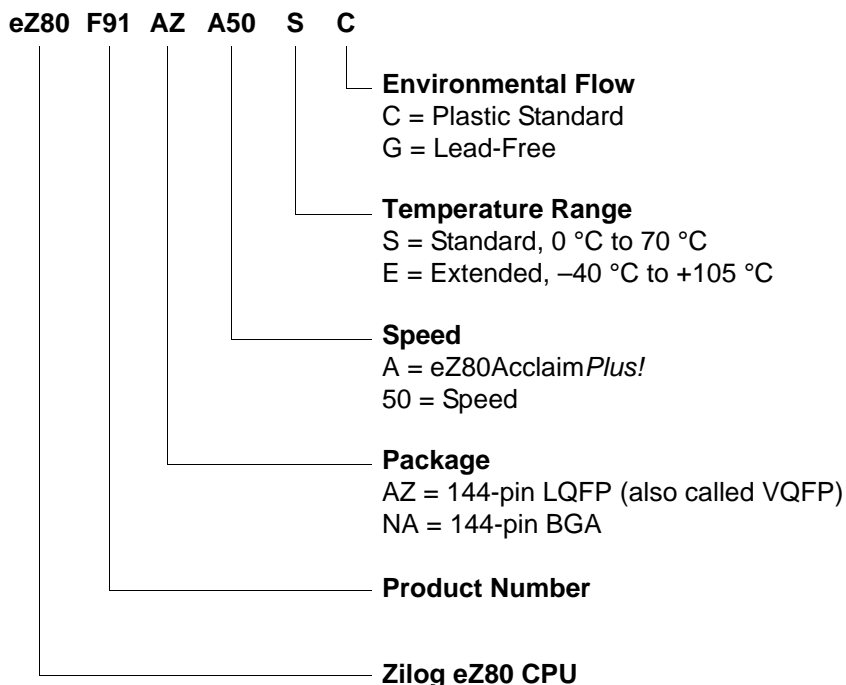 eZ80 F91 AZ A50 S C
Environmental Flow
C = Plastic Standard
G = Lead-Free
Temperature Range
S = Standard, 0 °C to 70 °C
E = Extended, –40 °C to +105 °C
Speed
A = eZ80AcclaimPlus!
50 = Speed
Package
AZ = 144-pin LQFP (also called VQFP)
NA = 144-pin BGA
Product Number
Zilog eZ80 CPU